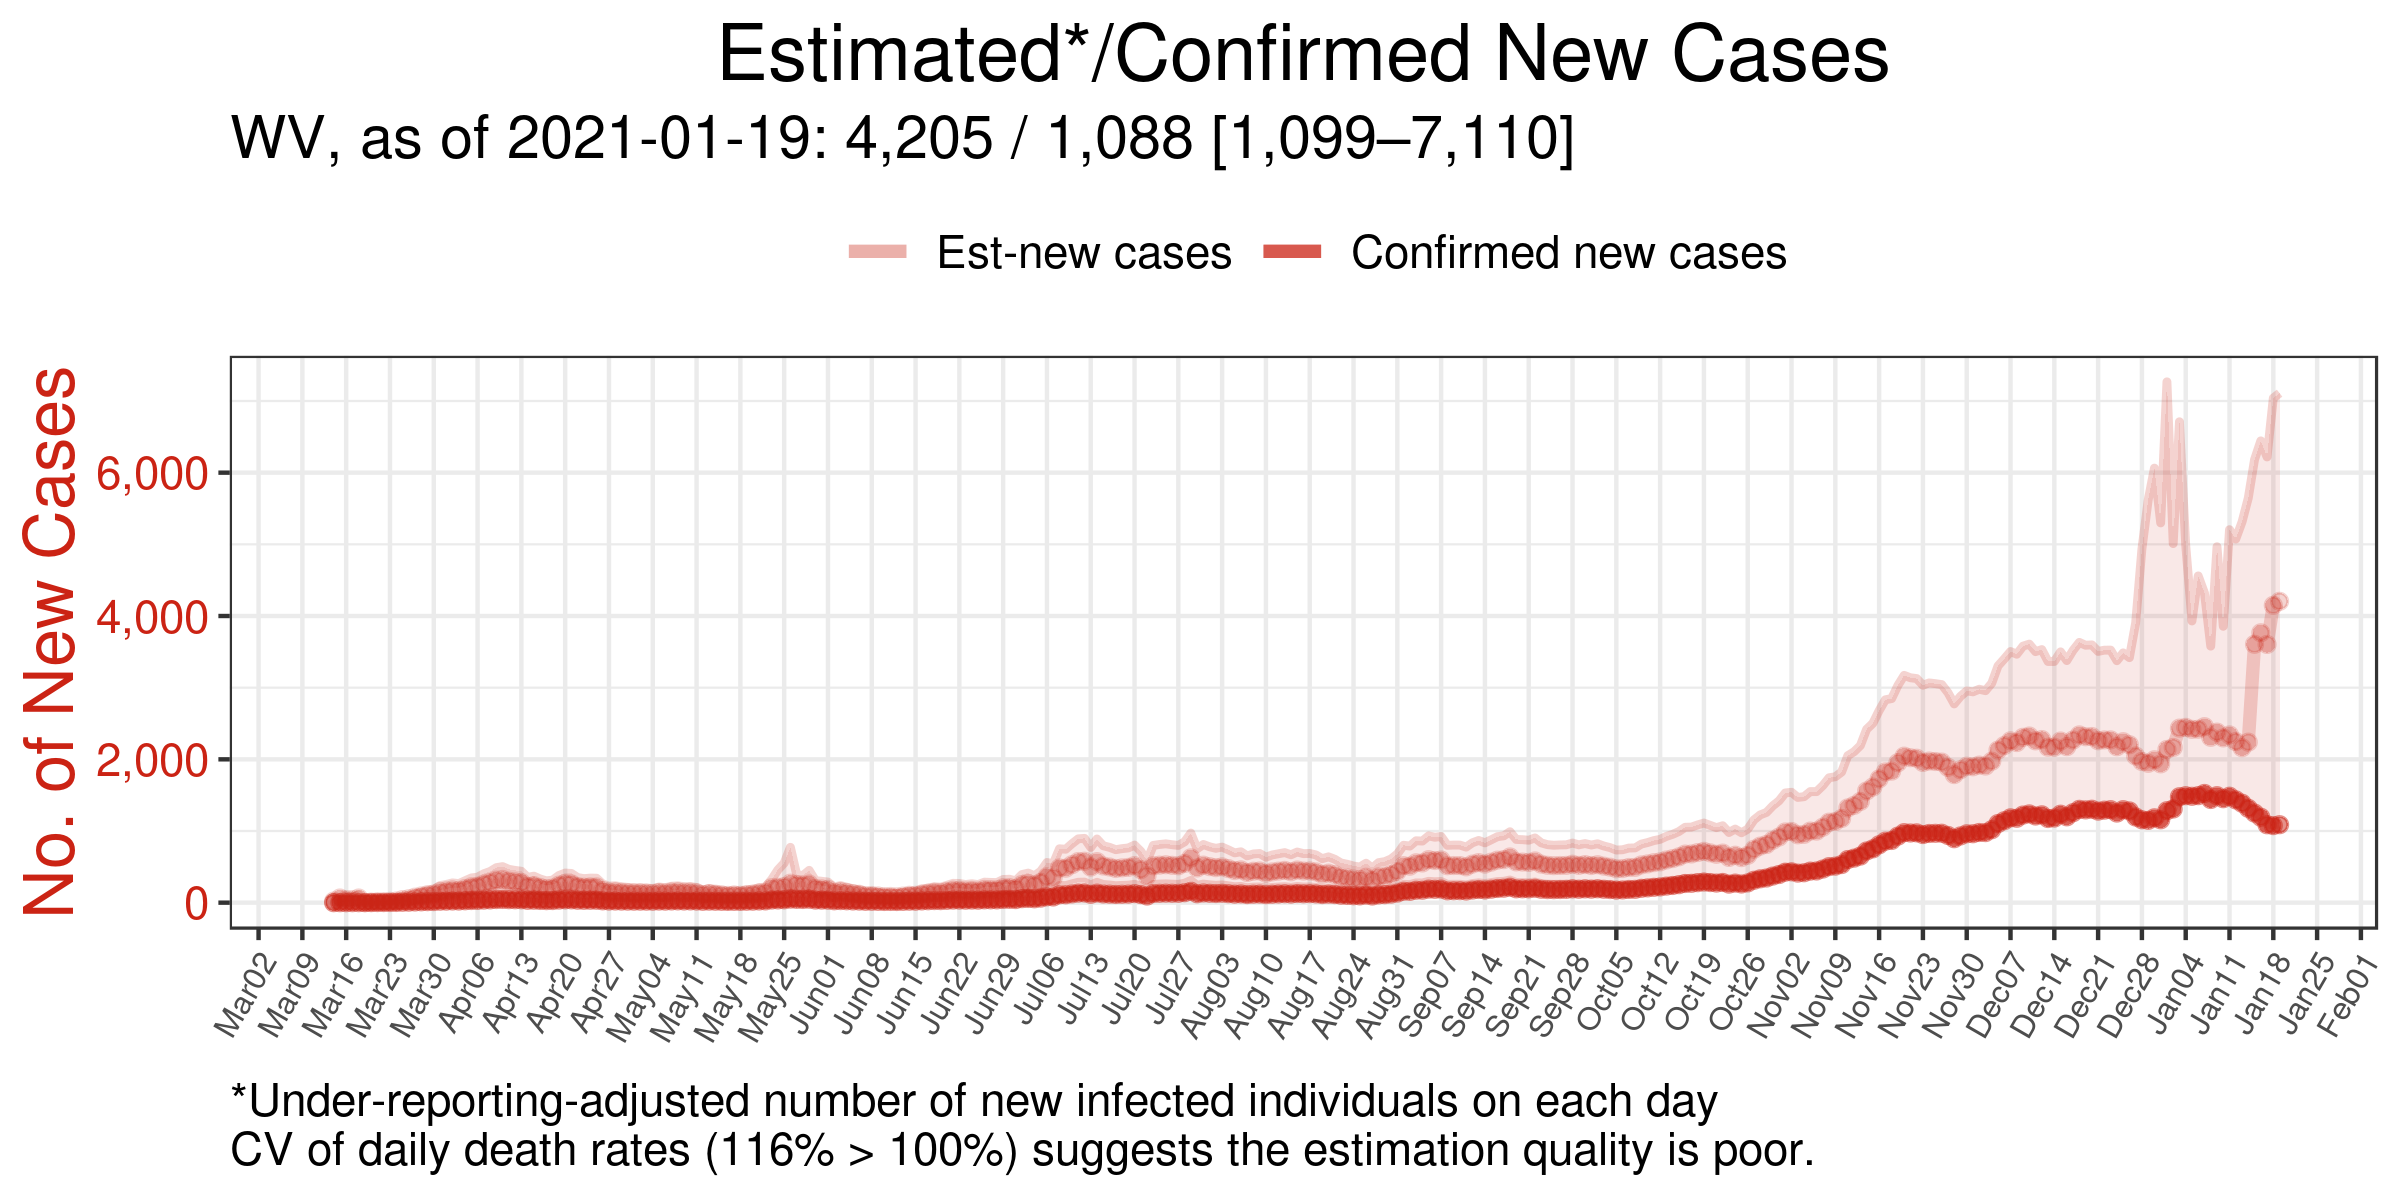 Estimated*/Confirmed New Cases
WV, as of 2021-01-19: 4,205 / 1,088 [1,099–7,110]
Est-new cases Confirmed new cases
No. of New Cases
6,000
4,000
2,000
0
Mar02 Mar09 Mar16 Mar23 Mar30 Apr06 Apr13 Apr20 Apr27 May04 May11 May18 May25 Jun01 Jun08 Jun15 Jun22 Jun29 Jul06 Jul13 Jul20 Jul27 Aug03 Aug10 Aug17 Aug24 Aug31 Sep07 Sep14 Sep21 Sep28 Oct05 Oct12 Oct19 Oct26 Nov02 Nov09 Nov16 Nov23 Nov30 Dec07 Dec14 Dec21 Dec28 Jan04 Jan11 Jan18 Jan25 Feb01
*Under-reporting-adjusted number of new infected individuals on each day
CV of daily death rates (116% > 100%) suggests the estimation quality is poor.